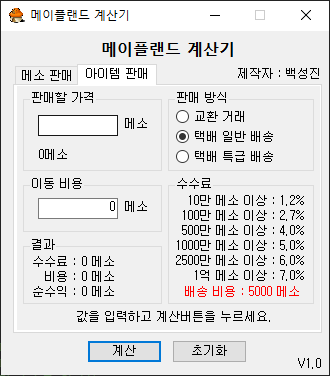 메이플랜드 계산기
메이플랜드 계산기
메소 판매
아이템 판매
제작자 : 백성진
판매할 가격
메소
0메소
판매 방식
교환 거래
택배 일반 배송
택배 특급 배송
이동 비용
0 메소
수수료
10만 메소 이상 : 1.2%
100만 메소 이상 : 2.7%
500만 메소 이상 : 4.0%
1000만 메소 이상 : 5.0%
2500만 메소 이상 : 6.0%
1억 메소 이상 : 7.0%
배송 비용 : 5000 메소
결과
수수료 : 0 메소
비용 : 0 메소
순수익 : 0 메소
값을 입력하고 계산버튼을 누르세요.
계산
초기화
V1.0